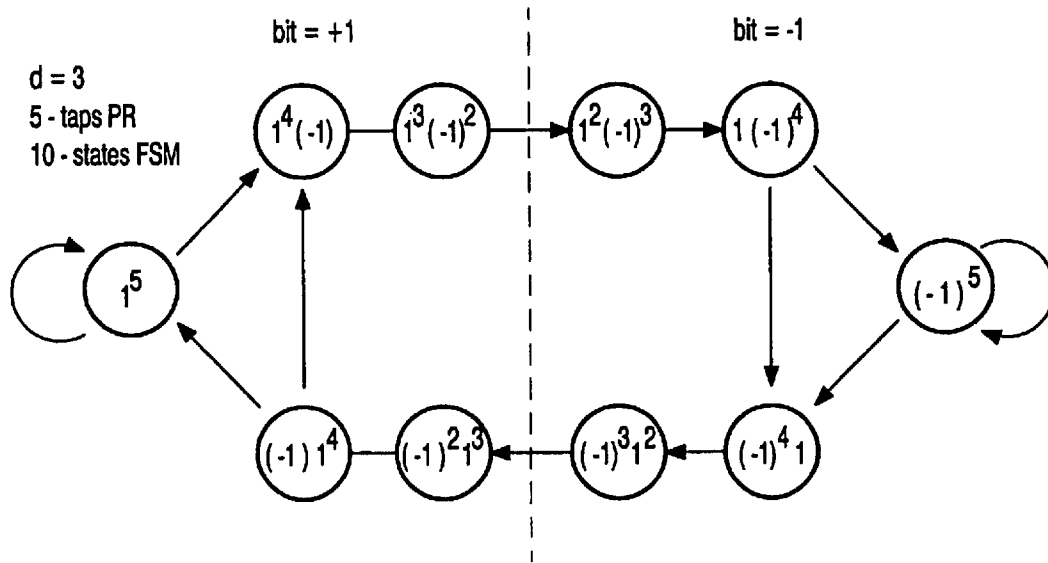 bit = +1
bit = -1
d = 3
5 - taps PR
10 - states FSM
1^4 (-1)
1^3 (-1)^2
1^2 (-1)^3
1 (-1)^4
1^5
(-1)^5
(-1) 1^4
(-1)^2 1^3
(-1)^3 1^2
(-1)^4 1